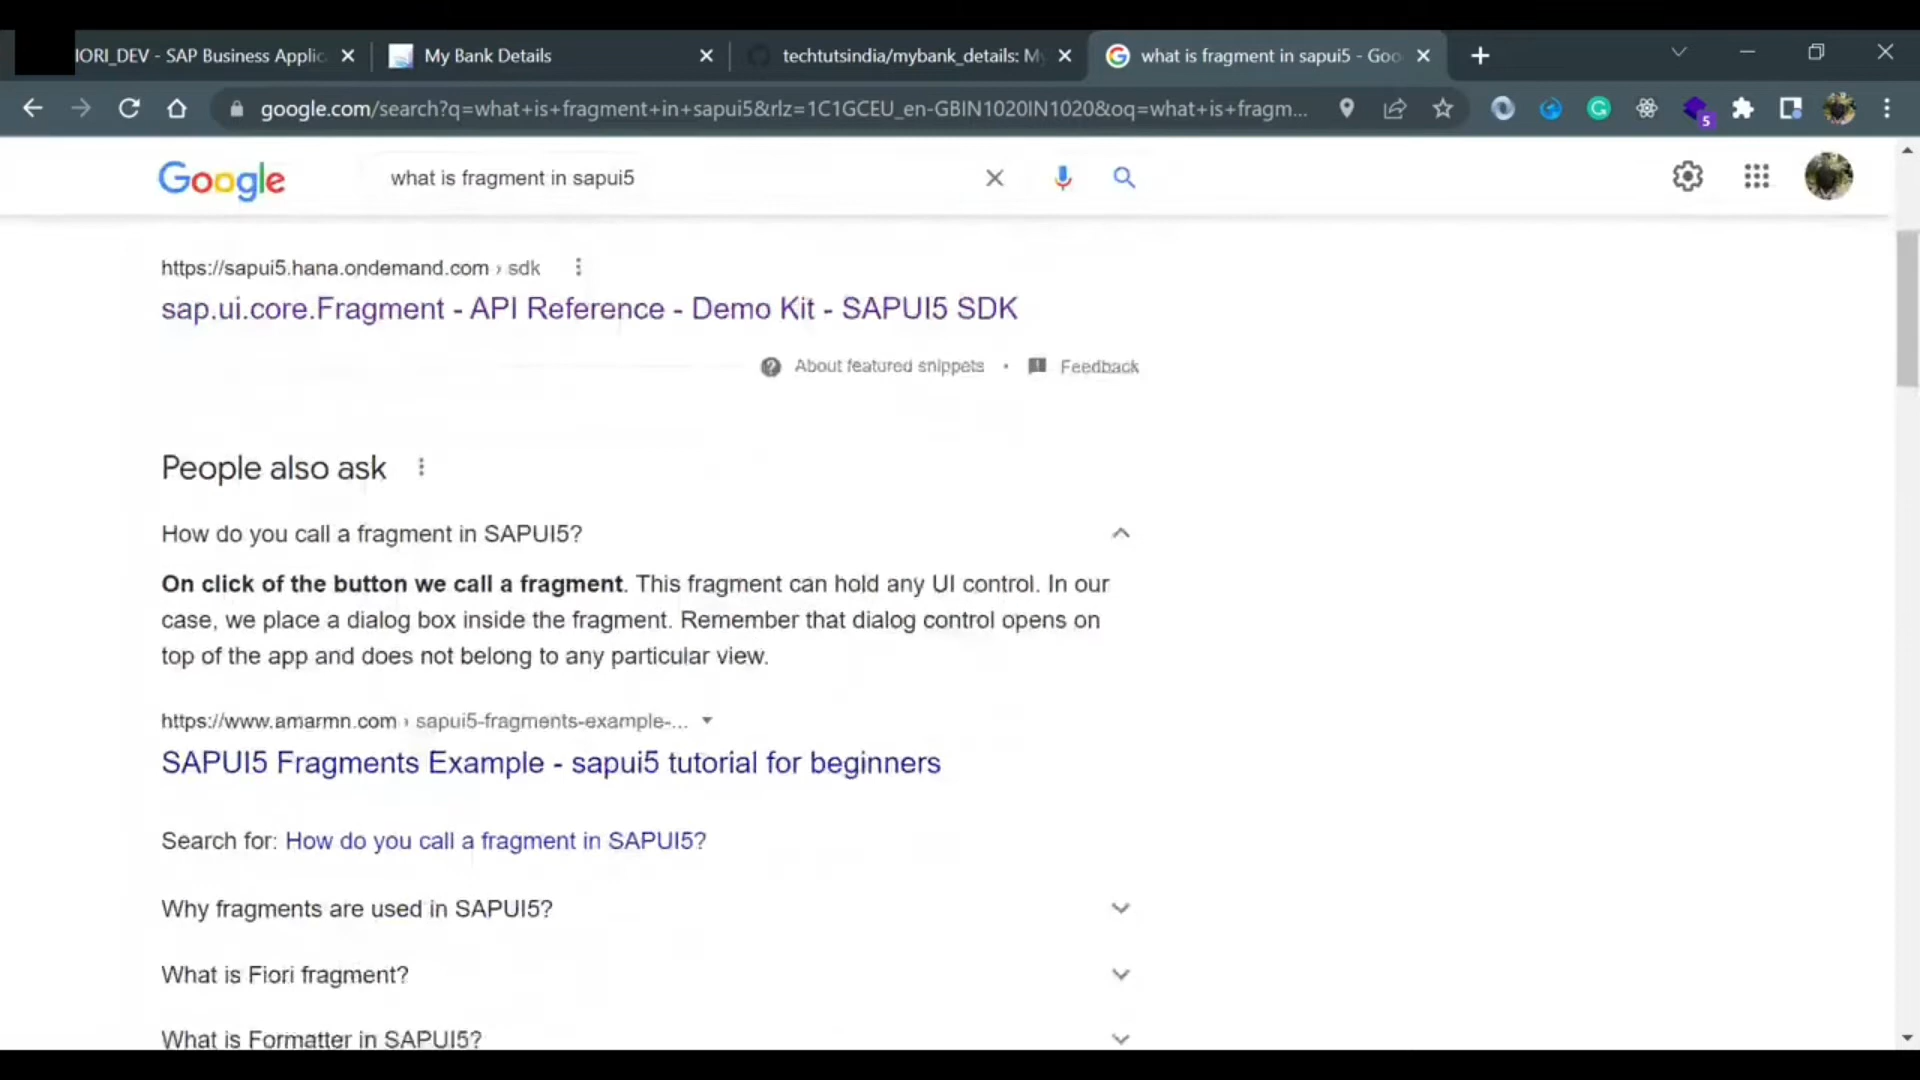 IORI_DEV - SAP Business Applic
My Bank Details
techtutsindia/mybank_details: M
what is fragment in sapui5 - Goo
google.com/search?q=what+is+fragment+in+sapui5&rlz=1C1GCEU_en-GBIN1020IN1020&oq=what+is+fragm...
5
Google
what is fragment in sapui5
https://sapui5.hana.ondemand.com › sdk
sap.ui.core.Fragment - API Reference - Demo Kit - SAPUI5 SDK
About featured snippets • Feedback
People also ask
How do you call a fragment in SAPUI5?
On click of the button we call a fragment. This fragment can hold any UI control. In our
case, we place a dialog box inside the fragment. Remember that dialog control opens on
top of the app and does not belong to any particular view.
https://www.amarmn.com › sapui5-fragments-example-...
SAPUI5 Fragments Example - sapui5 tutorial for beginners
Search for: How do you call a fragment in SAPUI5?
Why fragments are used in SAPUI5?
What is Fiori fragment?
What is Formatter in SAPUI5?